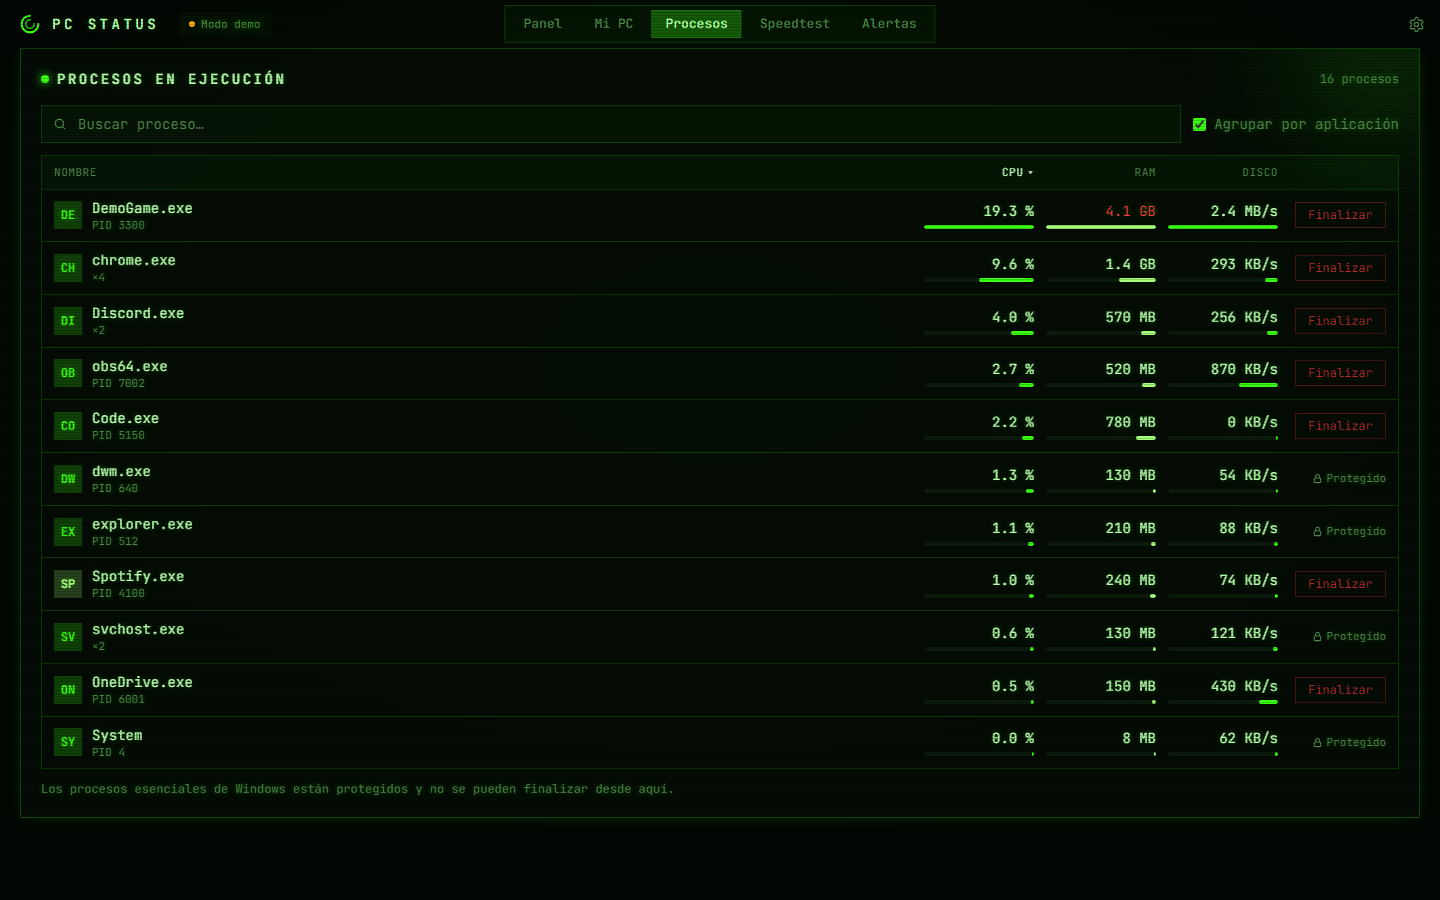 PC STATUS
Modo demo
Panel
Mi PC
Procesos
Speedtest
Alertas
PROCESOS EN EJECUCIÓN
16 procesos
Buscar proceso…
Agrupar por aplicación
NOMBRE CPU RAM DISCO
DE DemoGame.exe 19.3 % 4.1 GB 2.4 MB/s Finalizar
PID 3300
CH chrome.exe 9.6 % 1.4 GB 293 KB/s Finalizar
×4
DI Discord.exe 4.0 % 570 MB 256 KB/s Finalizar
×2
OB obs64.exe 2.7 % 520 MB 870 KB/s Finalizar
PID 7002
CO Code.exe 2.2 % 780 MB 0 KB/s Finalizar
PID 5150
DW dwm.exe 1.3 % 130 MB 54 KB/s Protegido
PID 640
EX explorer.exe 1.1 % 210 MB 88 KB/s Protegido
PID 512
SP Spotify.exe 1.0 % 240 MB 74 KB/s Finalizar
PID 4100
SV svchost.exe 0.6 % 130 MB 121 KB/s Protegido
×2
ON OneDrive.exe 0.5 % 150 MB 430 KB/s Finalizar
PID 6001
SY System 0.0 % 8 MB 62 KB/s Protegido
PID 4
Los procesos esenciales de Windows están protegidos y no se pueden finalizar desde aquí.